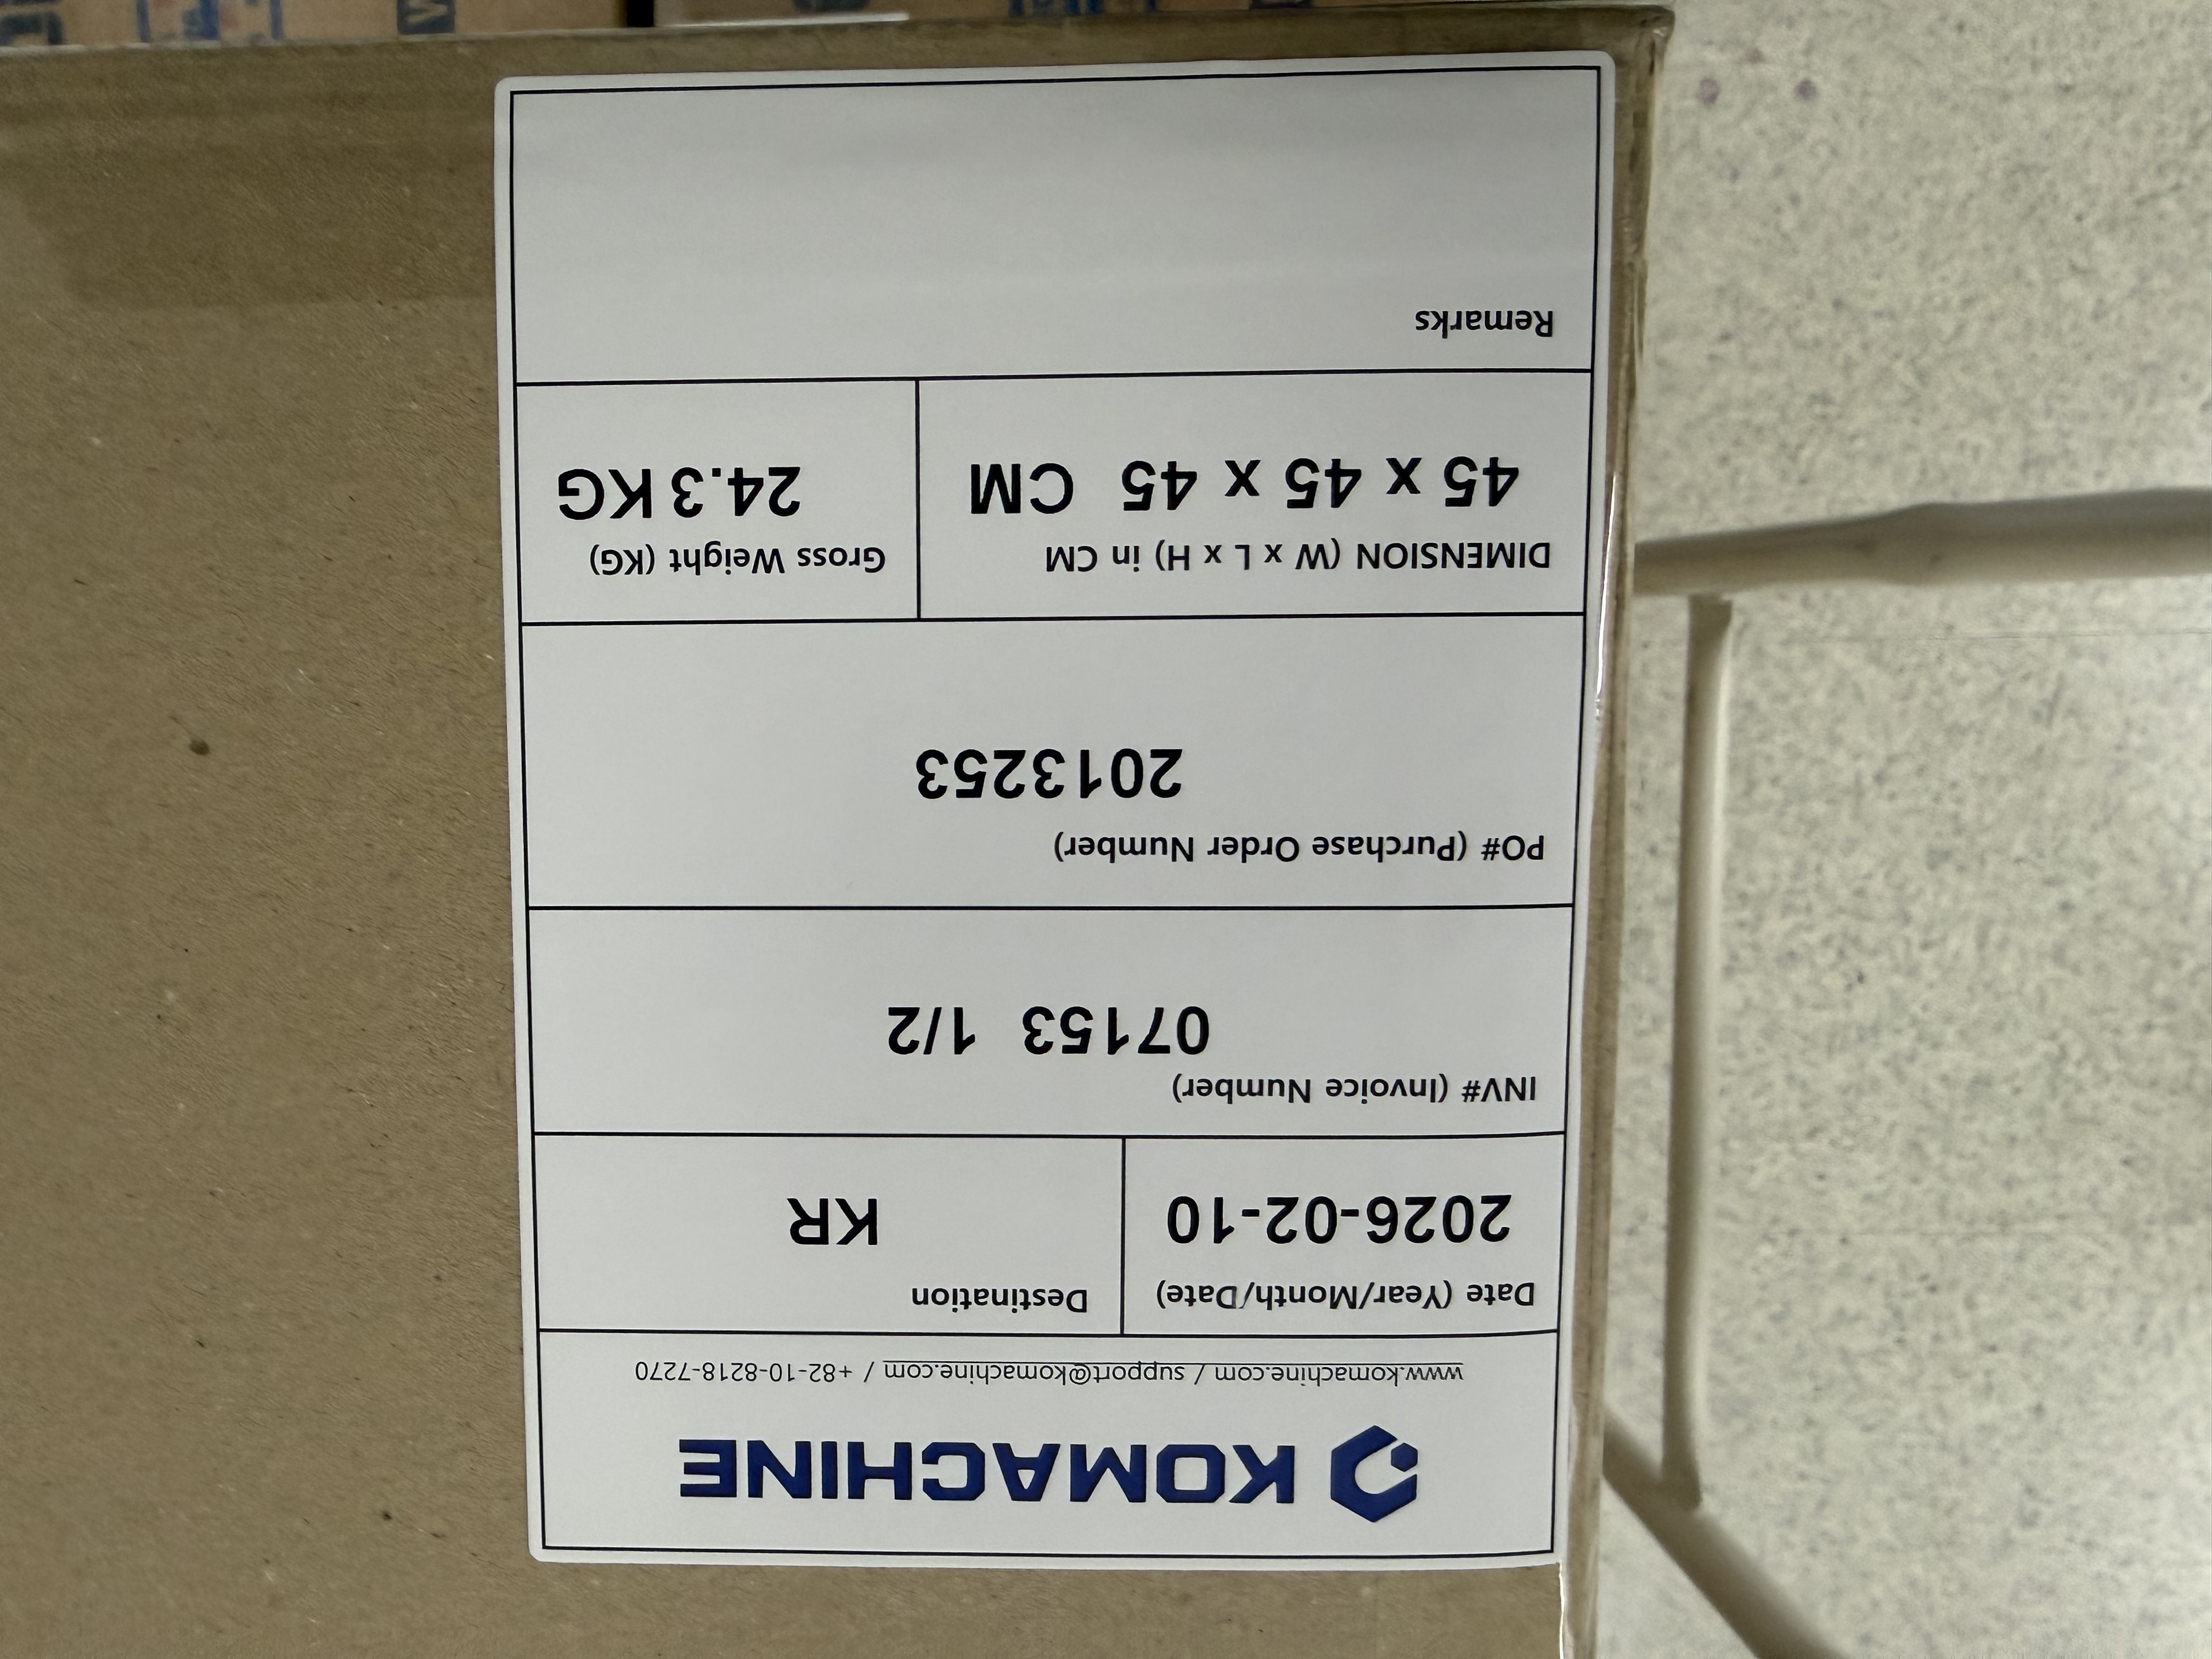 KOMACHINE
www.komachine.com / support@komachine.com / +82-10-8218-7270
Date (Year/Month/Date)
2026-02-10
Destination
KR
INV# (Invoice Number)
07153 1/2
PO# (Purchase Order Number)
2013253
DIMENSION (W x L x H) in CM
45 x 45 x 45 CM
Gross Weight (KG)
24.3 KG
Remarks